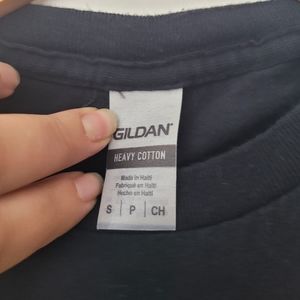 GILDAN
HEAVY COTTON
Made in Haiti
Fabriqué en Haïti
Hecho en Haití
S | P | CH